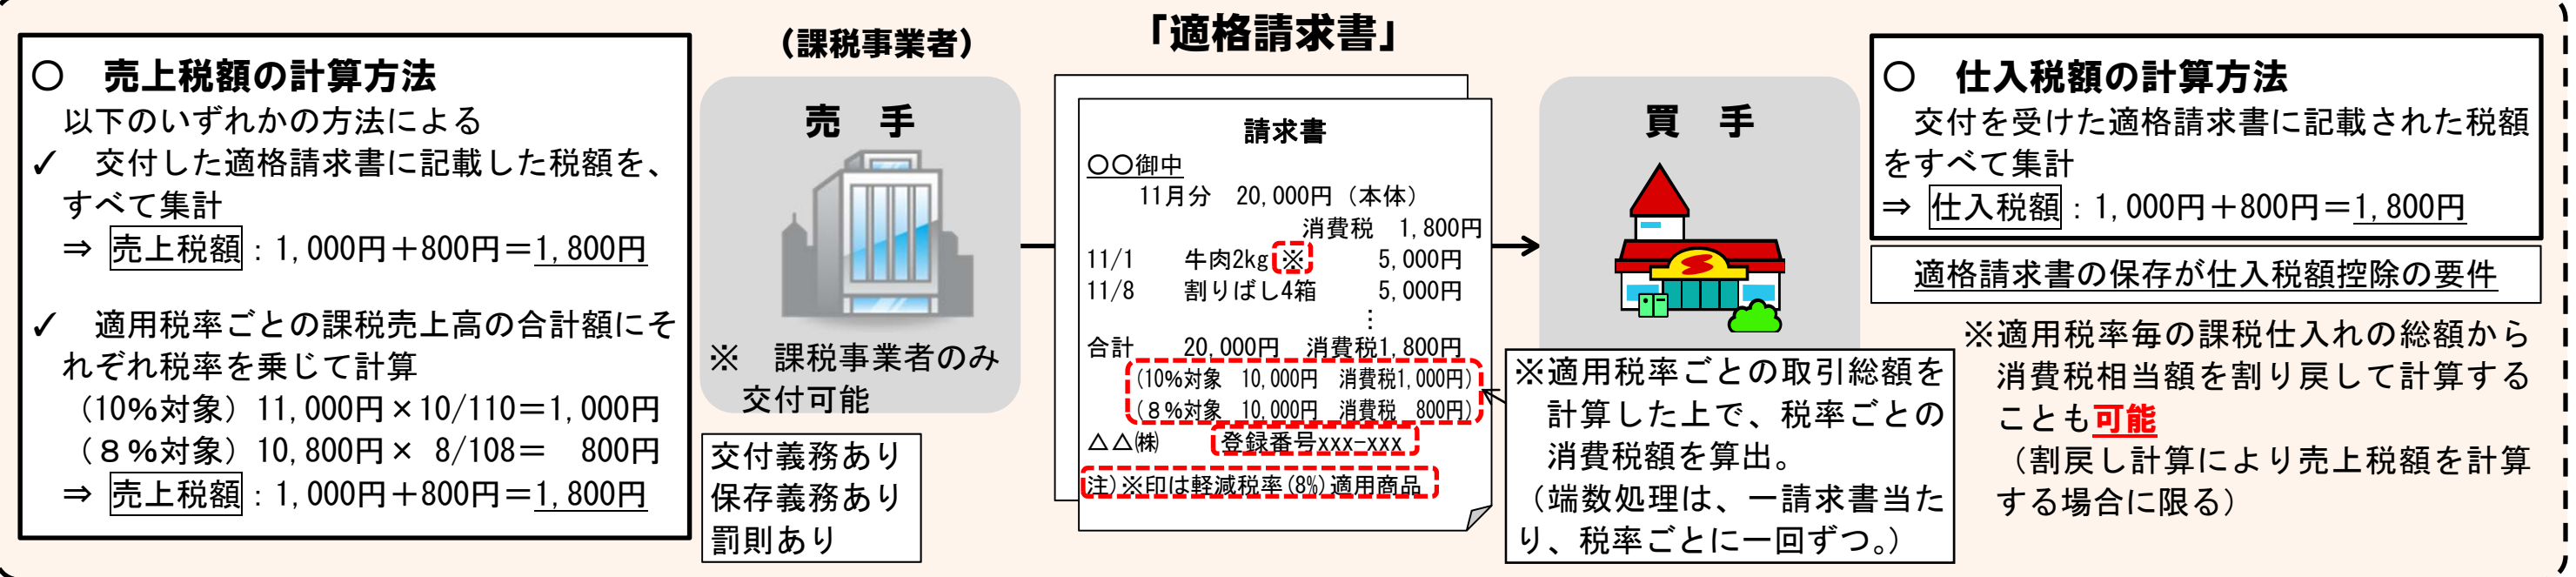 「適格請求書」
○　売上税額の計算方法
以下のいずれかの方法による
✓　交付した適格請求書に記載した税額を、
すべて集計
⇒ 売上税額：1,000円＋800円＝1,800円
✓　適用税率ごとの課税売上高の合計額にそ
れぞれ税率を乗じて計算
（10%対象）11,000円×10/110＝1,000円
（８%対象）10,800円× 8/108＝　800円
⇒ 売上税額：1,000円＋800円＝1,800円
（課税事業者）
売　手
※　課税事業者のみ
交付可能
交付義務あり
保存義務あり
罰則あり
請求書
○○御中
11月分　20,000円（本体）
消費税　1,800円
11/1　牛肉2kg ※　5,000円
11/8　割りばし4箱　5,000円
⋮
合計　20,000円　消費税1,800円
（10%対象　10,000円　消費税1,000円）
（８%対象　10,000円　消費税　800円）
△△㈱　登録番号xxx-xxx
注）※印は軽減税率(8%)適用商品
買　手
※適用税率ごとの取引総額を
計算した上で、税率ごとの
消費税額を算出。
（端数処理は、一請求書当た
り、税率ごとに一回ずつ。）
○　仕入税額の計算方法
交付を受けた適格請求書に記載された税額
をすべて集計
⇒ 仕入税額：1,000円＋800円＝1,800円
適格請求書の保存が仕入税額控除の要件
※適用税率毎の課税仕入れの総額から
消費税相当額を割り戻して計算する
ことも可能
（割戻し計算により売上税額を計算
する場合に限る）